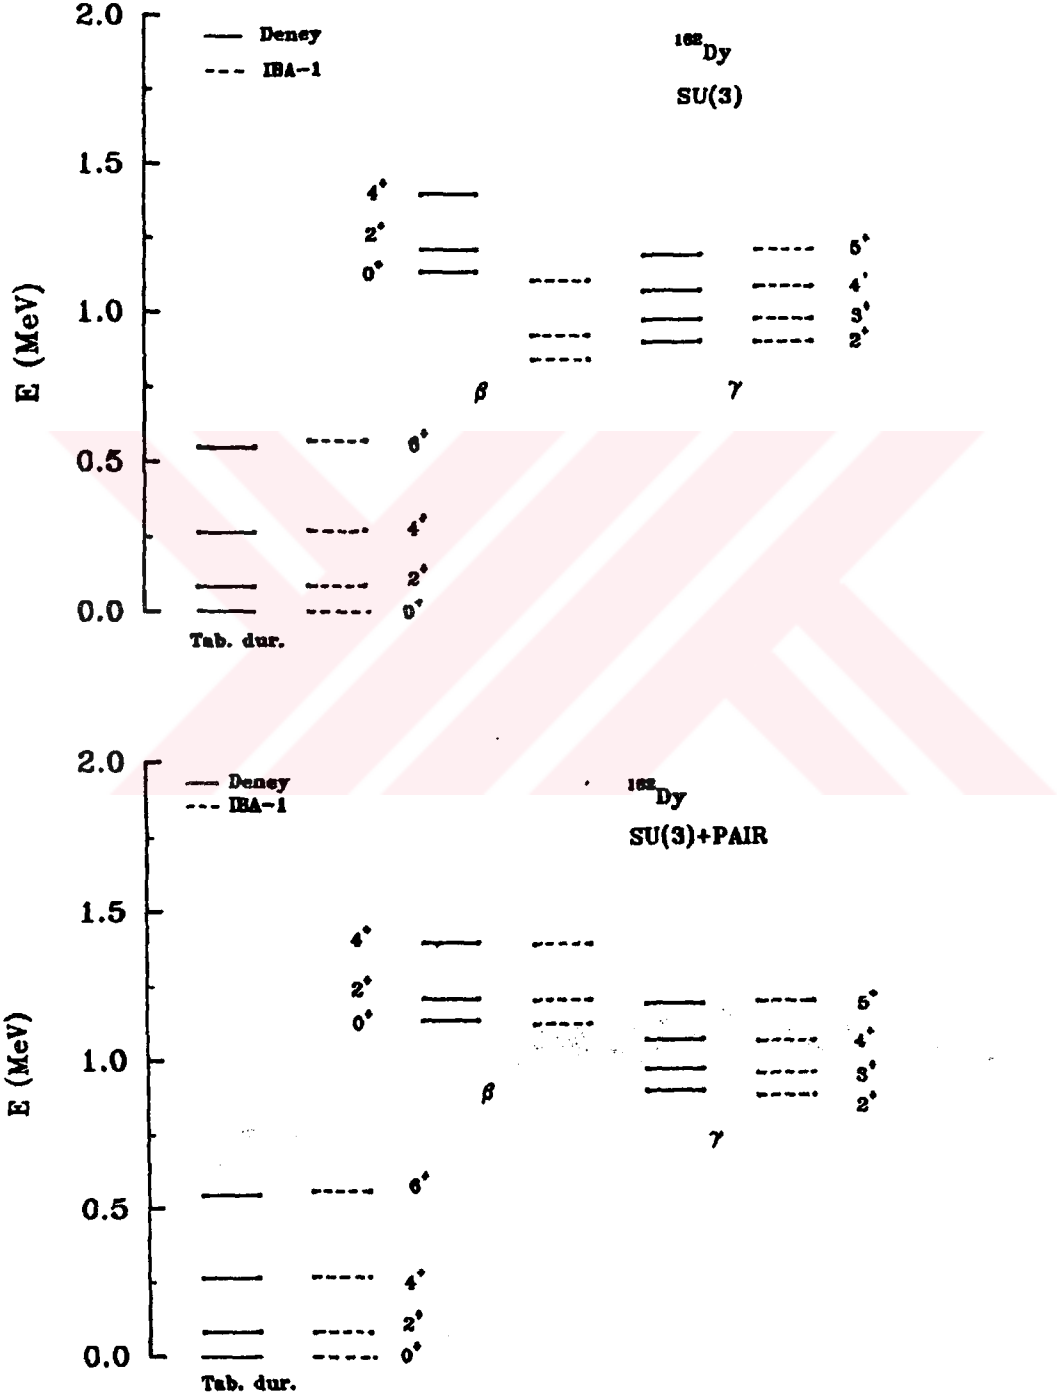 2.0
Deney
IBA-1
162Dy
SU(3)
1.5
4+
2+
0+
5+
4+
3+
2+
1.0
E (MeV)
β
γ
0.5
6+
4+
2+
0+
0.0
Tab. dur.
2.0
Deney
IBA-1
162Dy
SU(3)+PAIR
1.5
4+
2+
0+
5+
4+
3+
2+
1.0
E (MeV)
β
γ
0.5
6+
4+
2+
0+
0.0
Tab. dur.